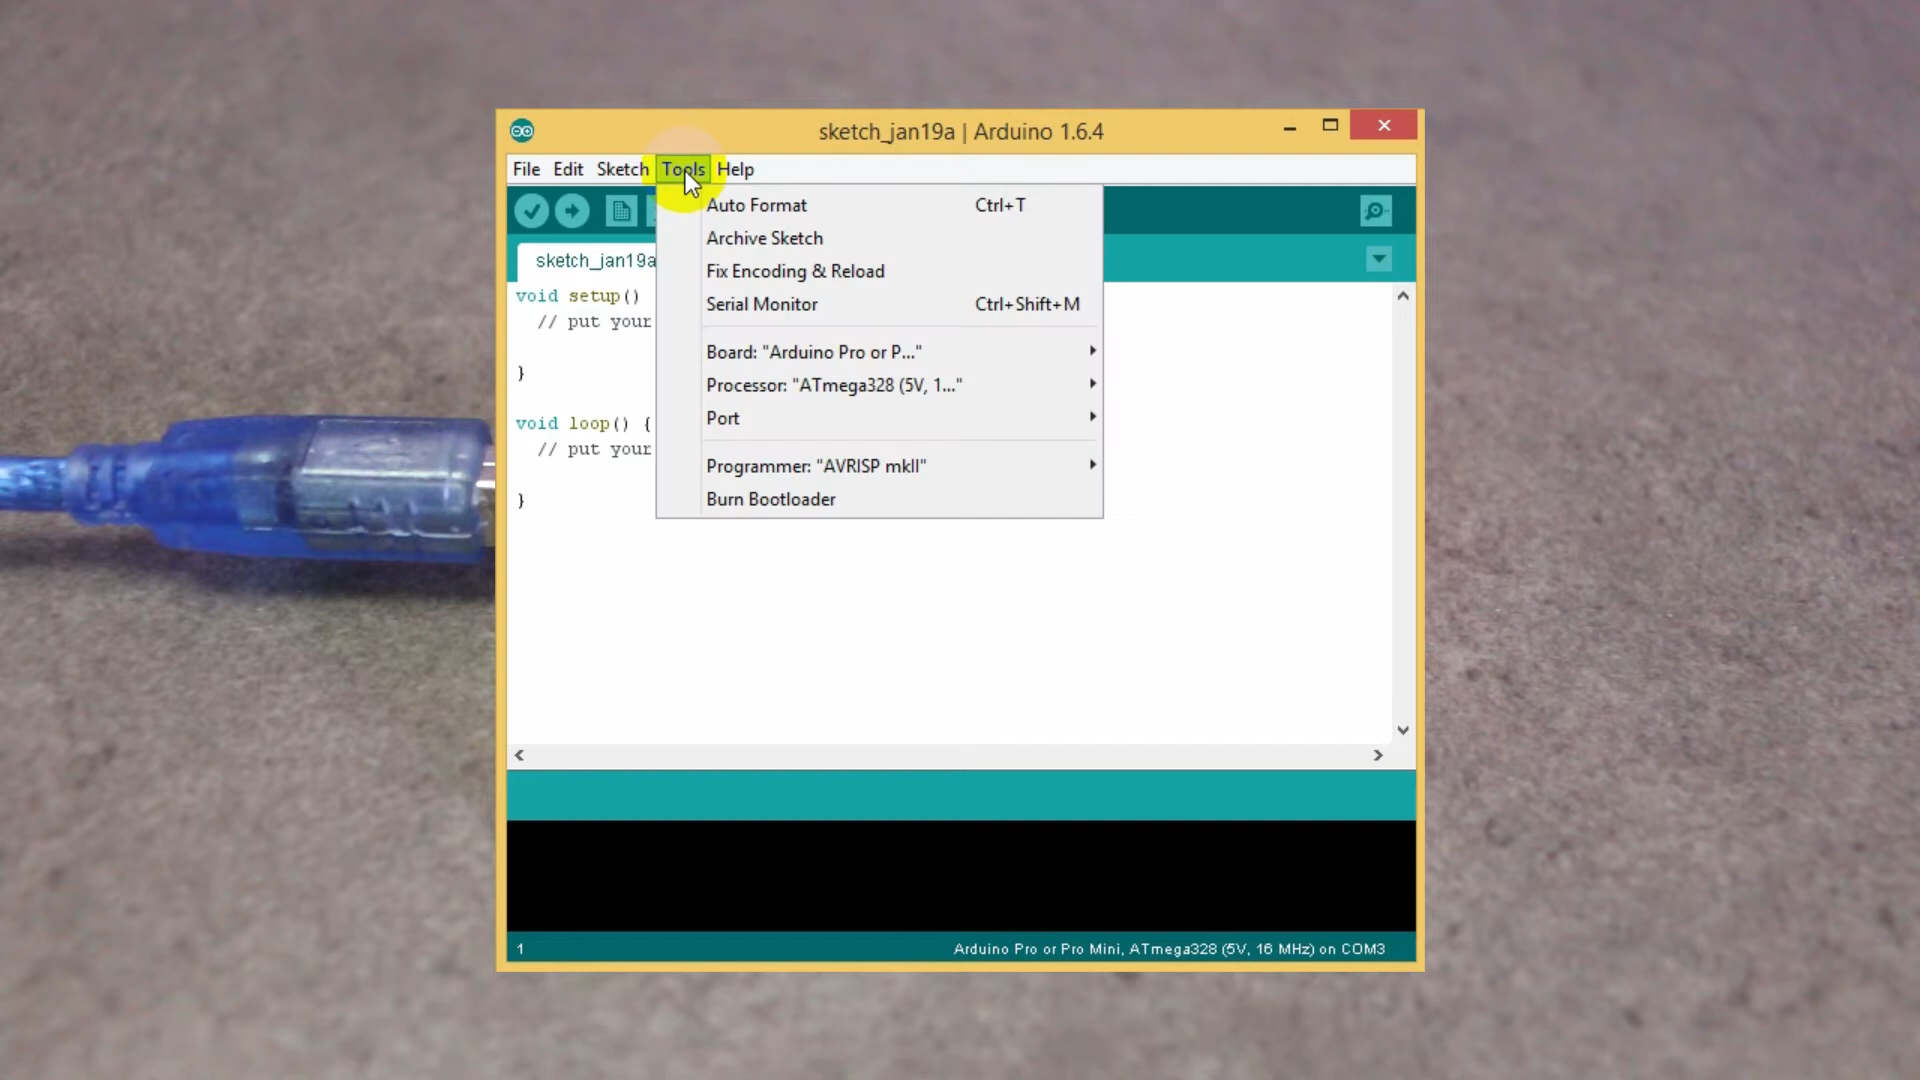 sketch_jan19a | Arduino 1.6.4
File Edit Sketch Tools Help
Auto Format Ctrl+T
Archive Sketch
Fix Encoding & Reload
Serial Monitor Ctrl+Shift+M
Board: "Arduino Pro or P..."
Processor: "ATmega328 (5V, 1..."
Port
Programmer: "AVRISP mkII"
Burn Bootloader
sketch_jan19a
void setup()
// put your
}
void loop() {
// put your
}
1
Arduino Pro or Pro Mini, ATmega328 (5V, 16 MHz) on COM3